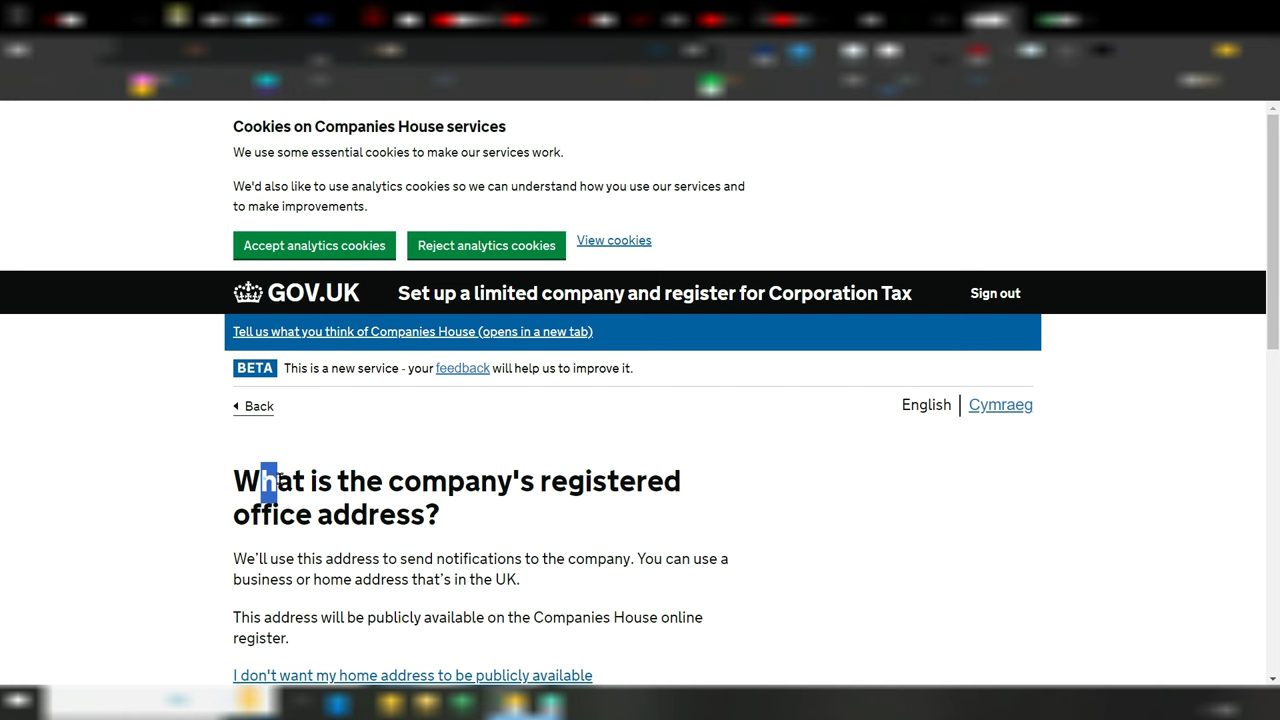 Cookies on Companies House services
We use some essential cookies to make our services work.
We'd also like to use analytics cookies so we can understand how you use our services and
to make improvements.
Accept analytics cookies Reject analytics cookies View cookies
GOV.UK Set up a limited company and register for Corporation Tax Sign out
Tell us what you think of Companies House (opens in a new tab)
BETA This is a new service - your feedback will help us to improve it.
Back English Cymraeg
What is the company's registered
office address?
We’ll use this address to send notifications to the company. You can use a
business or home address that’s in the UK.
This address will be publicly available on the Companies House online
register.
I don't want my home address to be publicly available